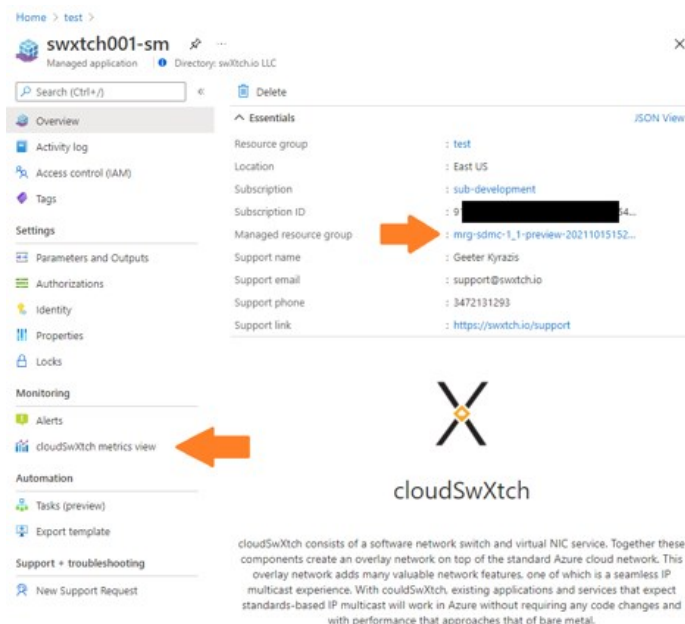 Home > test >
swxtch001-sm
Managed application | Directory: swXtch.io LLC
Search (Ctrl+/)
Overview
Activity log
Access control (IAM)
Tags
Settings
Parameters and Outputs
Authorizations
Identity
Properties
Locks
Monitoring
Alerts
cloudSwXtch metrics view
Automation
Tasks (preview)
Export template
Support + troubleshooting
New Support Request
Delete
Essentials
JSON View
Resource group : test
Location : East US
Subscription : sub-development
Subscription ID : 9 54...
Managed resource group : mrg-sdmc-1_1-preview-20211015152...
Support name : Geeter Kyrazis
Support email : support@swxtch.io
Support phone : 3472131293
Support link : https://swxtch.io/support
cloudSwXtch
cloudSwXtch consists of a software network switch and virtual NIC service. Together these
components create an overlay network on top of the standard Azure cloud network. This
overlay network adds many valuable network features, one of which is a seamless IP
multicast experience. With couldSwXtch, existing applications and services that expect
standards-based IP multicast will work in Azure without requiring any code changes and
with performance that approaches that of bare metal.